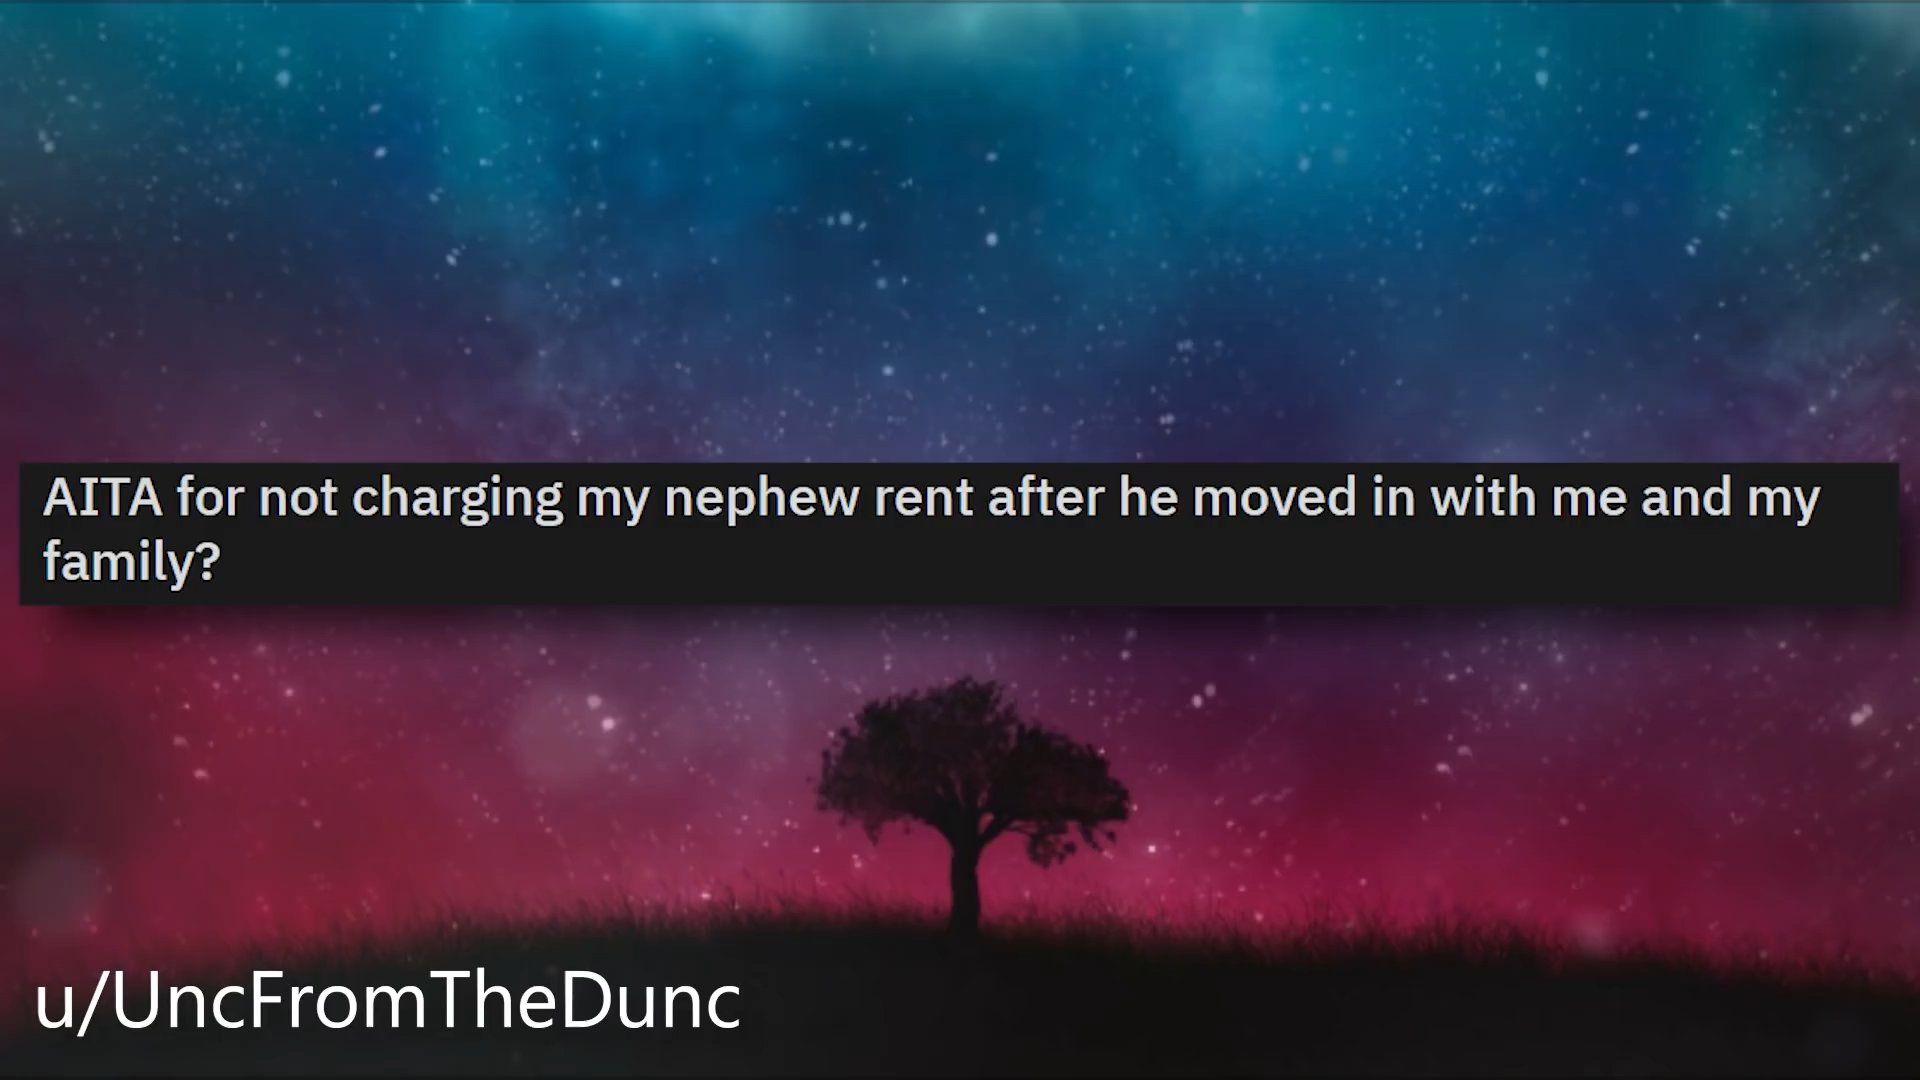 AITA for not charging my nephew rent after he moved in with me and my
family?
u/UncFromTheDunc